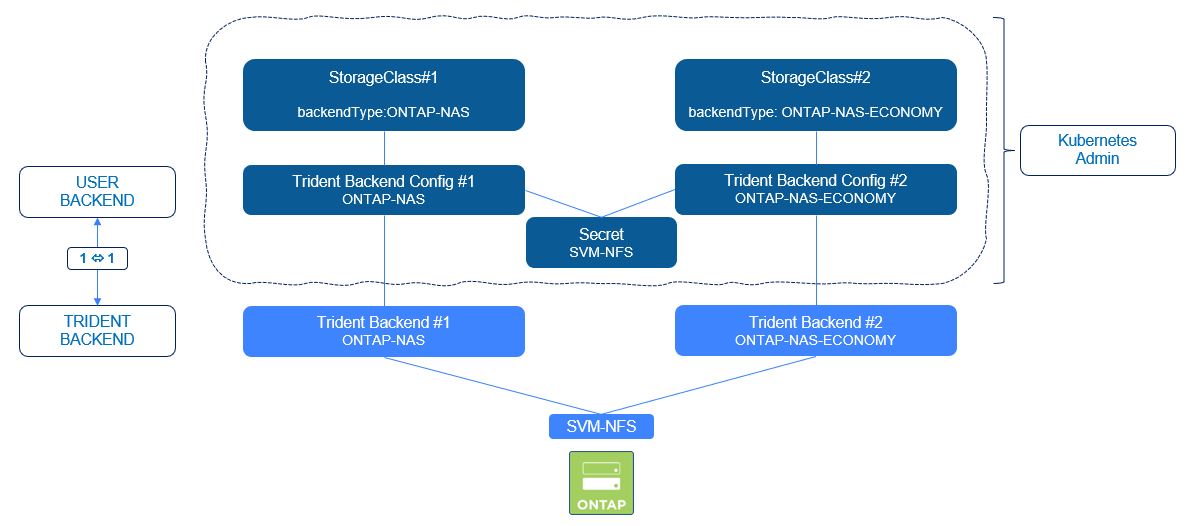 StorageClass#1
backendType:ONTAP-NAS
StorageClass#2
backendType: ONTAP-NAS-ECONOMY
Kubernetes
Admin
USER
BACKEND
Trident Backend Config #1
ONTAP-NAS
Trident Backend Config #2
ONTAP-NAS-ECONOMY
Secret
SVM-NFS
1 ⇔ 1
TRIDENT
BACKEND
Trident Backend #1
ONTAP-NAS
Trident Backend #2
ONTAP-NAS-ECONOMY
SVM-NFS
ONTAP